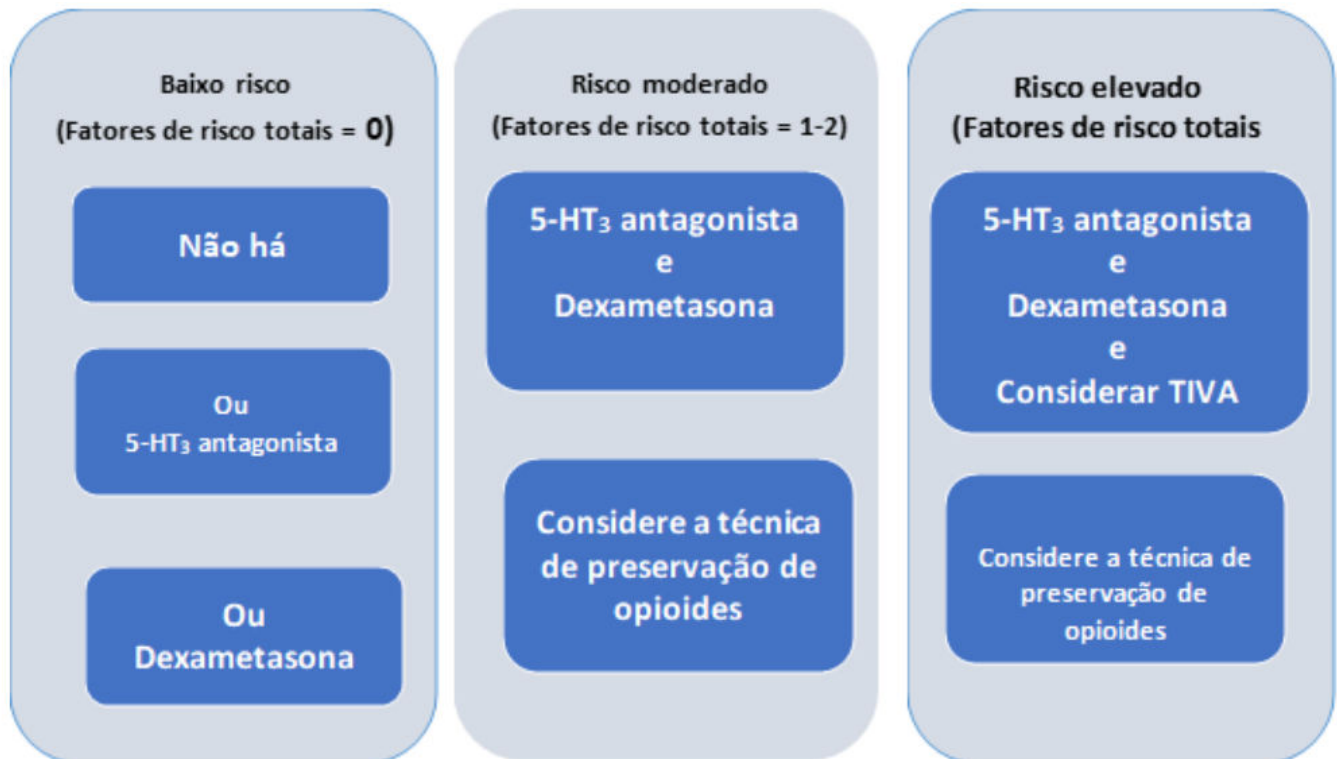 Baixo risco
(Fatores de risco totais = 0)
Não há
Ou
5-HT₃ antagonista
Ou
Dexametasona
Risco moderado
(Fatores de risco totais = 1-2)
5-HT₃ antagonista
e
Dexametasona
Considere a técnica
de preservação de
opioides
Risco elevado
(Fatores de risco totais
5-HT₃ antagonista
e
Dexametasona
e
Considerar TIVA
Considere a técnica de
preservação de
opioides